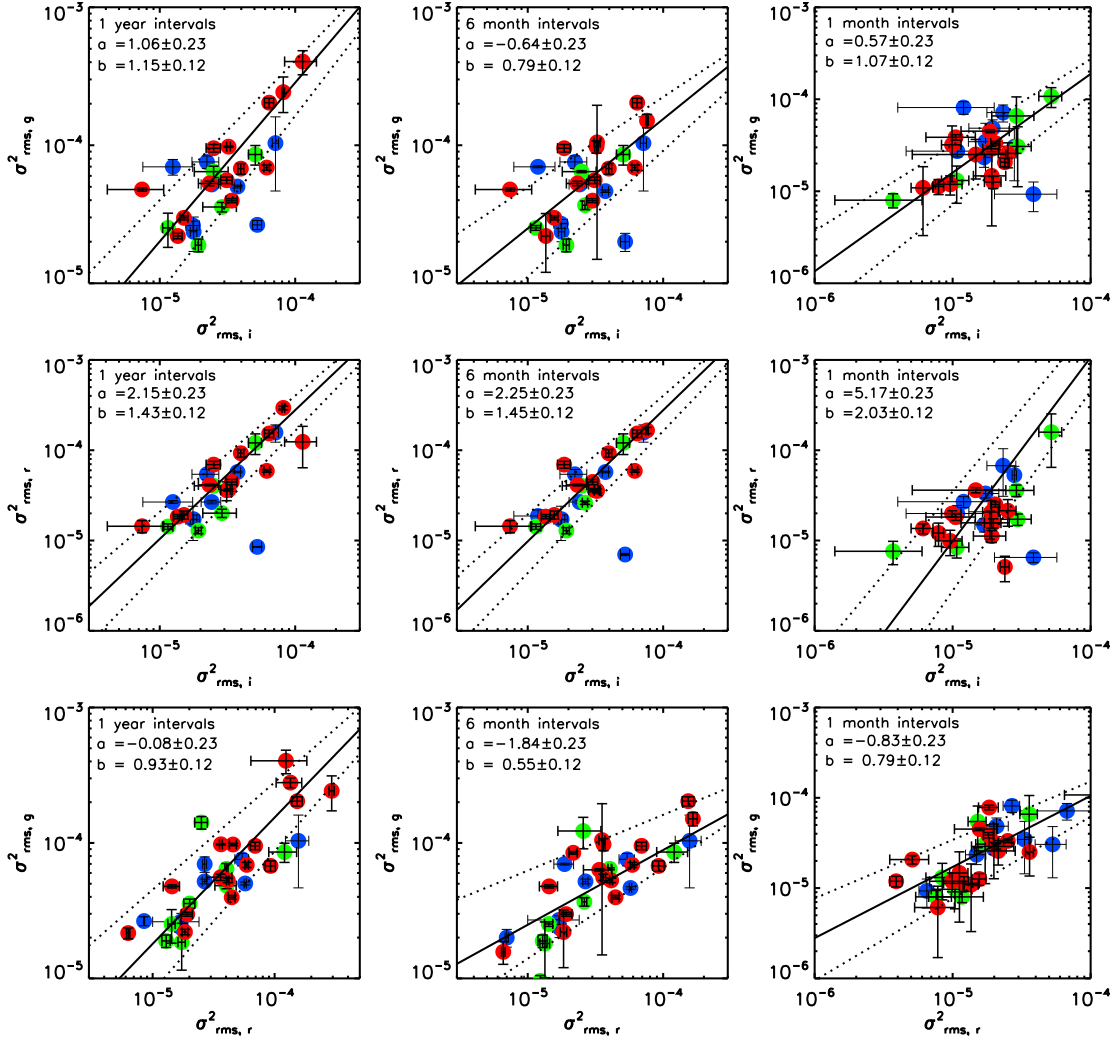 1 year intervals
a =1.06±0.23
b =1.15±0.12
10⁻³
10⁻⁴
10⁻⁵
σ²rms, g
10⁻⁵
10⁻⁴
σ²rms, i
6 month intervals
a =−0.64±0.23
b = 0.79±0.12
10⁻³
10⁻⁴
10⁻⁵
σ²rms, g
10⁻⁵
10⁻⁴
σ²rms, i
1 month intervals
a =0.57±0.23
b =1.07±0.12
10⁻³
10⁻⁴
10⁻⁵
10⁻⁶
σ²rms, g
10⁻⁶
10⁻⁵
10⁻⁴
σ²rms, i
1 year intervals
a =2.15±0.23
b =1.43±0.12
10⁻³
10⁻⁴
10⁻⁵
10⁻⁶
σ²rms, r
10⁻⁵
10⁻⁴
σ²rms, i
6 month intervals
a =2.25±0.23
b =1.45±0.12
10⁻³
10⁻⁴
10⁻⁵
10⁻⁶
σ²rms, r
10⁻⁵
10⁻⁴
σ²rms, i
1 month intervals
a =5.17±0.23
b =2.03±0.12
10⁻³
10⁻⁴
10⁻⁵
10⁻⁶
σ²rms, r
10⁻⁶
10⁻⁵
10⁻⁴
σ²rms, i
1 year intervals
a =−0.08±0.23
b = 0.93±0.12
10⁻³
10⁻⁴
10⁻⁵
σ²rms, g
10⁻⁵
10⁻⁴
σ²rms, r
6 month intervals
a =−1.84±0.23
b =0.55±0.12
10⁻³
10⁻⁴
10⁻⁵
σ²rms, g
10⁻⁵
10⁻⁴
σ²rms, r
1 month intervals
a =−0.83±0.23
b = 0.79±0.12
10⁻³
10⁻⁴
10⁻⁵
10⁻⁶
σ²rms, g
10⁻⁶
10⁻⁵
10⁻⁴
σ²rms, r